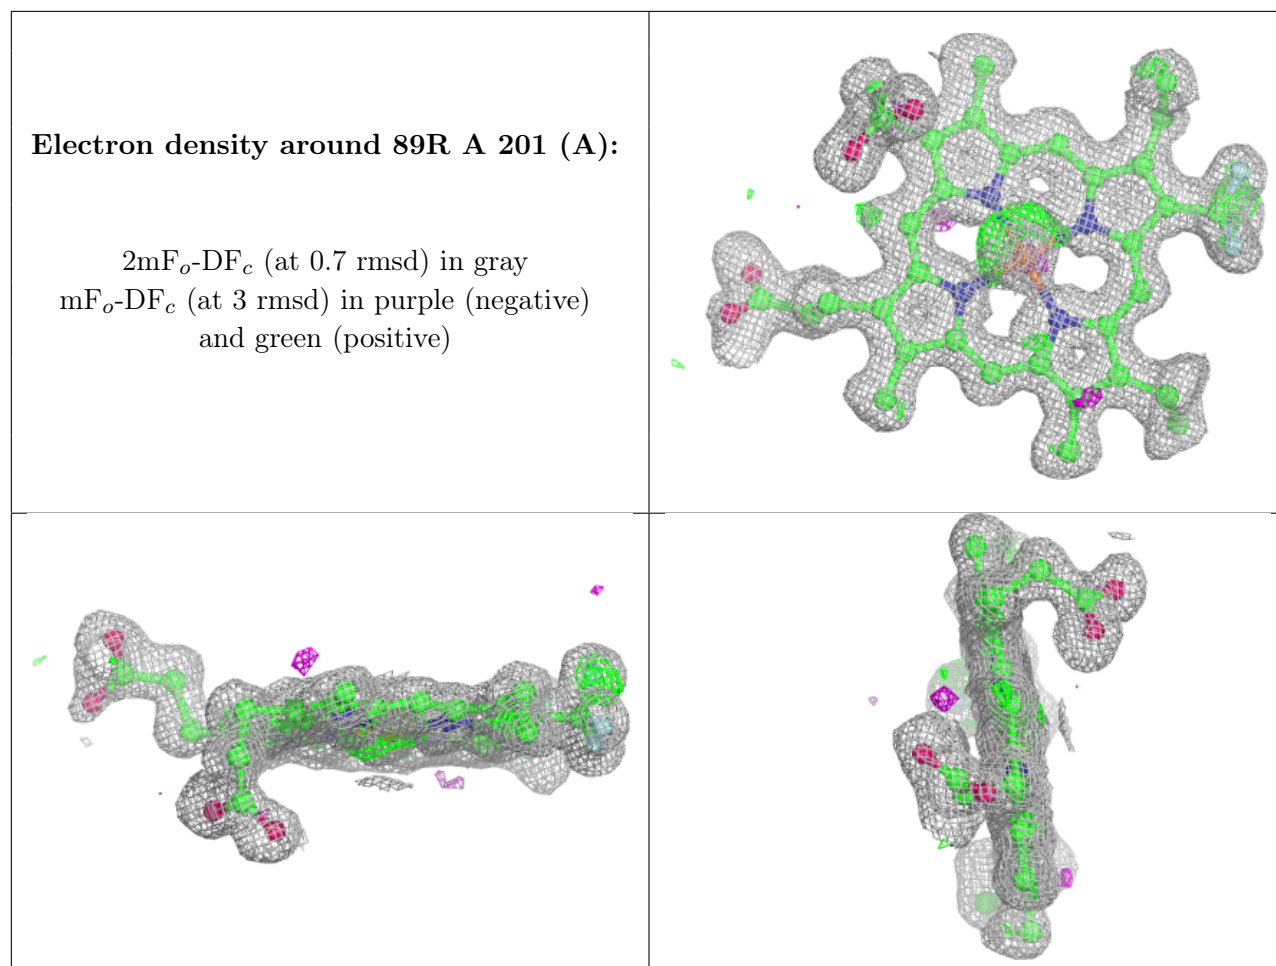 Electron density around 89R A 201 (A):
2mFₒ-DF𝒸 (at 0.7 rmsd) in gray
mFₒ-DF𝒸 (at 3 rmsd) in purple (negative)
and green (positive)